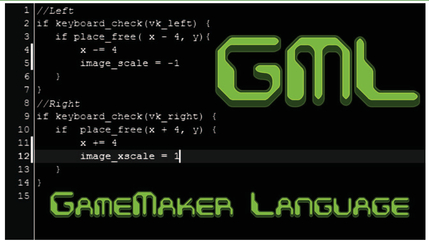 1 //Left
2 if keyboard_check(vk_left) {
3 if place_free( x - 4, y){
4 x -= 4
5 image_scale = -1
6 }
7 }
8 //Right
9 if keyboard_check(vk_right) {
10 if place_free(x + 4, y) {
11 x += 4
12 image_xscale = 1
13 }
14 }
15
GML
GameMaker Language